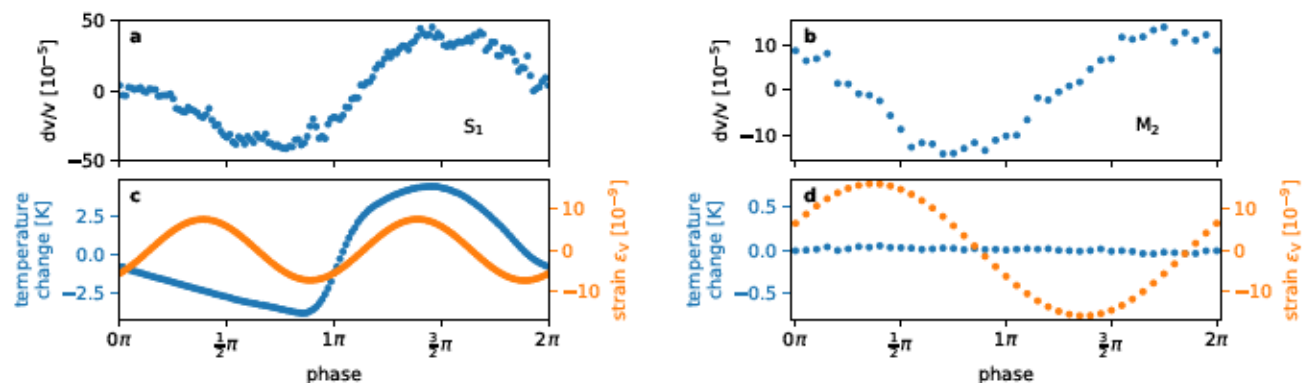 a
50
0
−50
dv/v [10⁻⁵]
S₁
b
10
0
−10
dv/v [10⁻⁵]
M₂
c
2.5
0.0
−2.5
temperature
change [K]
10
0
−10
strain εᵥ [10⁻⁹]
0π
½π
1π
3/2π
2π
phase
d
0.5
0.0
−0.5
temperature
change [K]
10
0
−10
strain εᵥ [10⁻⁹]
0π
½π
1π
3/2π
2π
phase